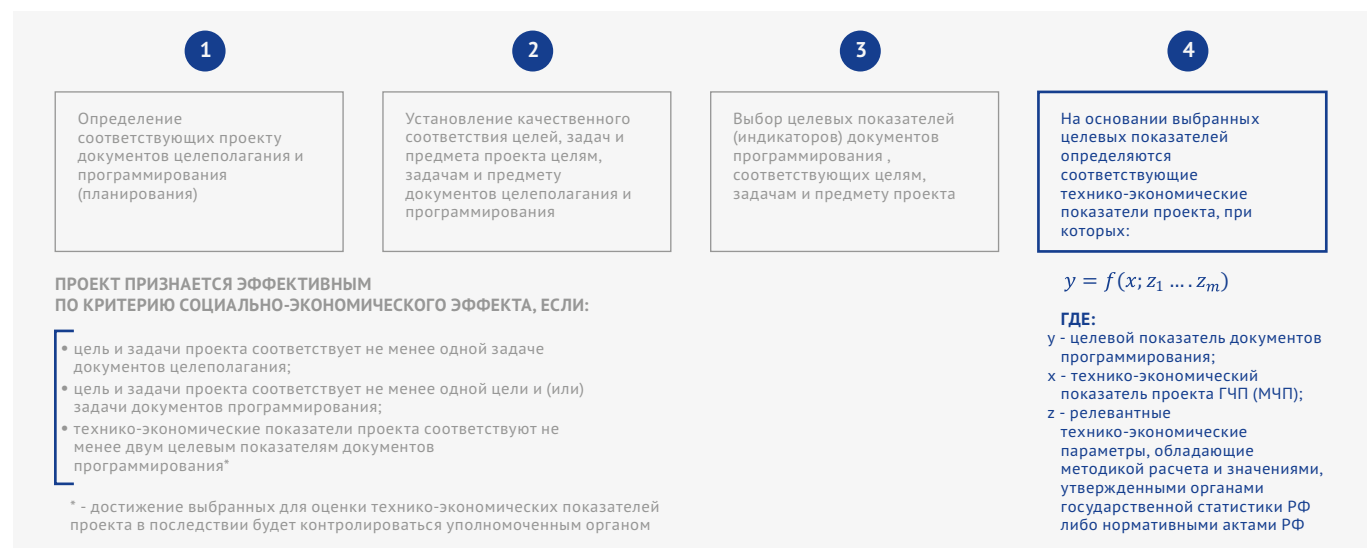 1
Определение
соответствующих проекту
документов целеполагания и
программирования
(планирования)
2
Установление качественного
соответствия целей, задач и
предмета проекта целям,
задачам и предмету
документов целеполагания и
программирования
3
Выбор целевых показателей
(индикаторов) документов
программирования ,
соответствующих целям,
задачам и предмету проекта
4
На основании выбранных
целевых показателей
определяются
соответствующие
технико-экономические
показатели проекта, при
которых:
y = f(x; z₁ .... zₘ)
ГДЕ:
y - целевой показатель документов
программирования;
x - технико-экономический
показатель проекта ГЧП (МЧП);
z - релевантные
технико-экономические
параметры, обладающие
методикой расчета и значениями,
утвержденными органами
государственной статистики РФ
либо нормативными актами РФ
ПРОЕКТ ПРИЗНАЕТСЯ ЭФФЕКТИВНЫМ
ПО КРИТЕРИЮ СОЦИАЛЬНО-ЭКОНОМИЧЕСКОГО ЭФФЕКТА, ЕСЛИ:
• цель и задачи проекта соответствует не менее одной задаче
документов целеполагания;
• цель и задачи проекта соответствует не менее одной цели и (или)
задачи документов программирования;
• технико-экономические показатели проекта соответствуют не
менее двум целевым показателям документов
программирования*
* - достижение выбранных для оценки технико-экономических показателей
проекта в последствии будет контролироваться уполномоченным органом